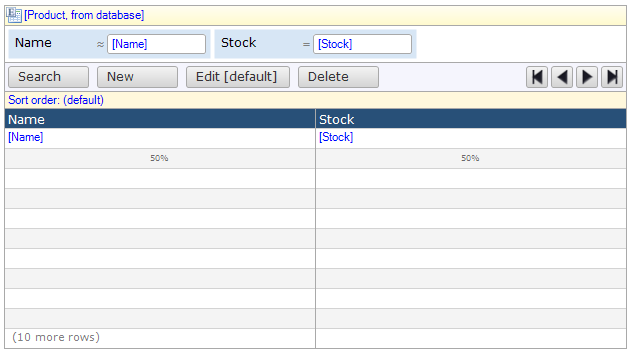 [Product, from database]
Name ≈ [Name] Stock = [Stock]
Search New Edit [default] Delete
Sort order: (default)
Name Stock
[Name] [Stock]
50% 50%
(10 more rows)